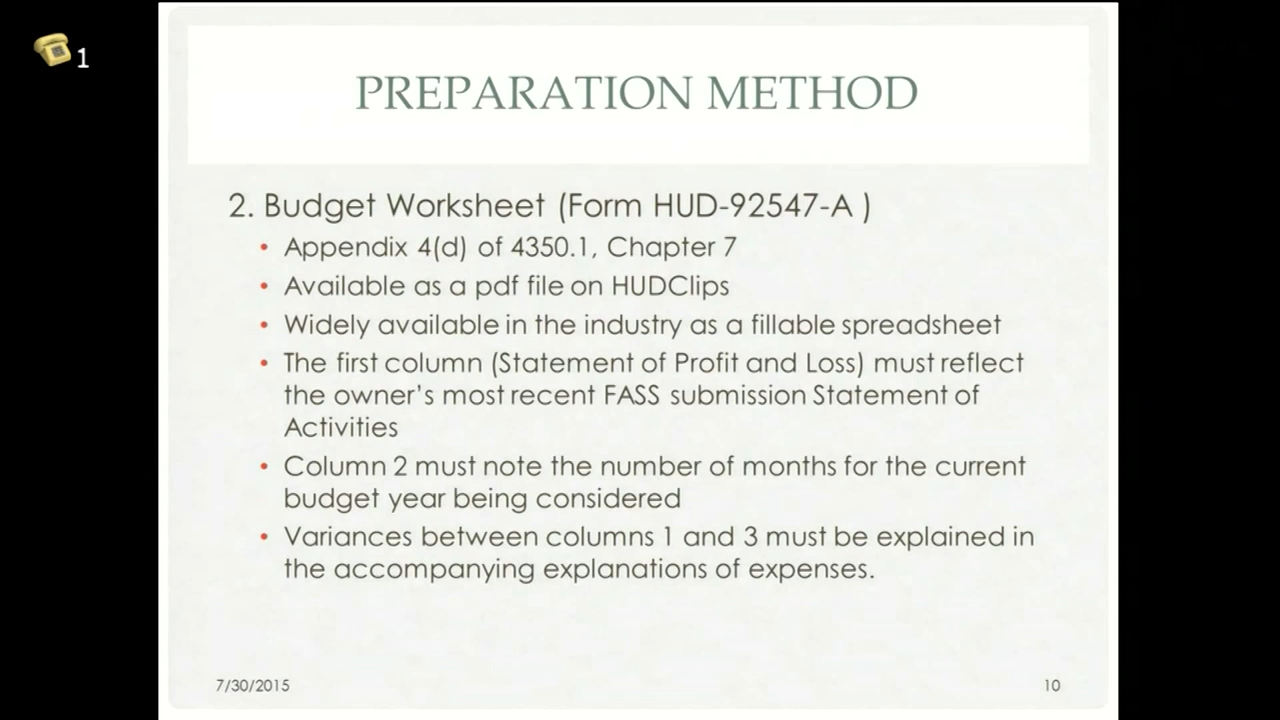 1
PREPARATION METHOD
2. Budget Worksheet (Form HUD-92547-A )
• Appendix 4(d) of 4350.1, Chapter 7
• Available as a pdf file on HUDClips
• Widely available in the industry as a fillable spreadsheet
• The first column (Statement of Profit and Loss) must reflect
the owner's most recent FASS submission Statement of
Activities
• Column 2 must note the number of months for the current
budget year being considered
• Variances between columns 1 and 3 must be explained in
the accompanying explanations of expenses.
7/30/2015
10